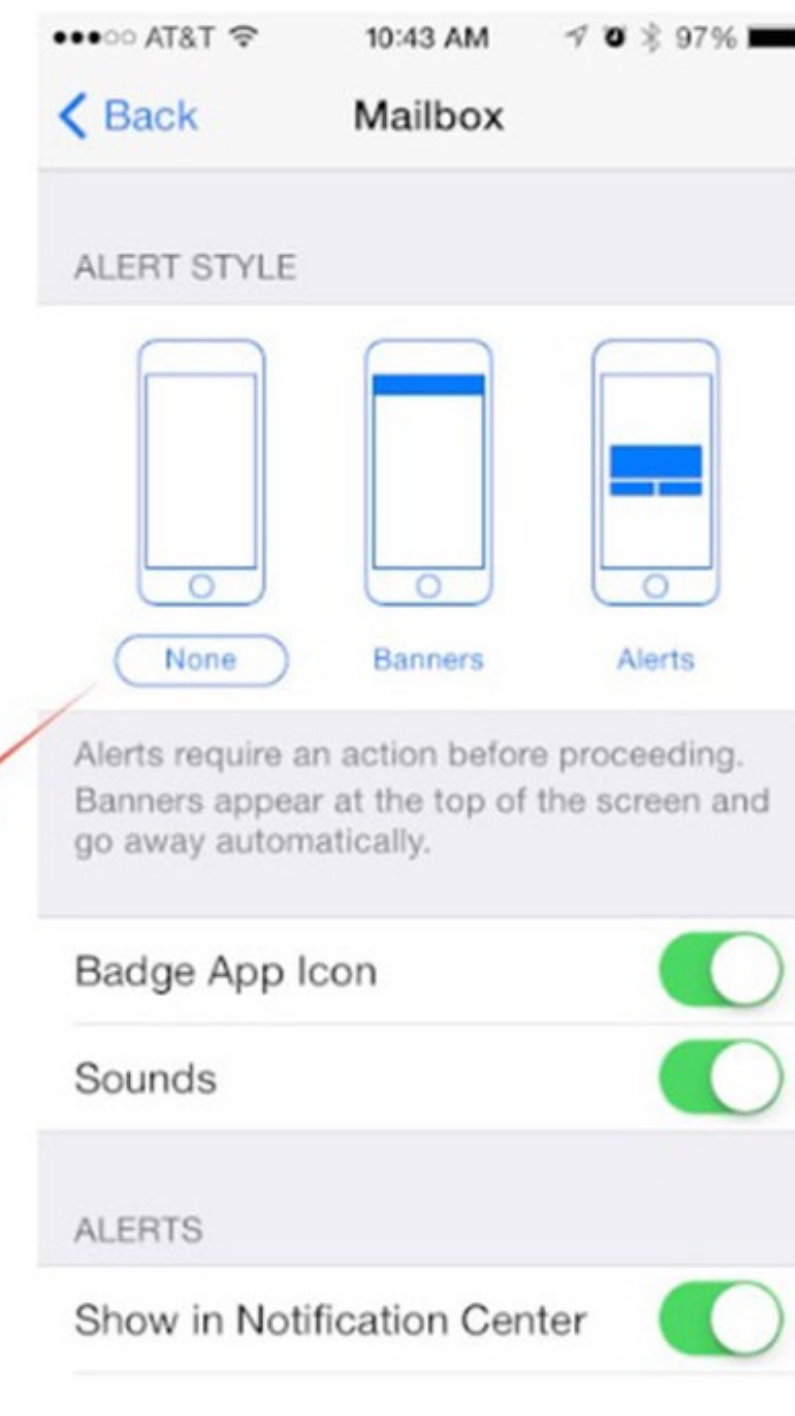 AT&T 10:43 AM 97%
Back Mailbox
ALERT STYLE
None Banners Alerts
Alerts require an action before proceeding.
Banners appear at the top of the screen and
go away automatically.
Badge App Icon
Sounds
ALERTS
Show in Notification Center